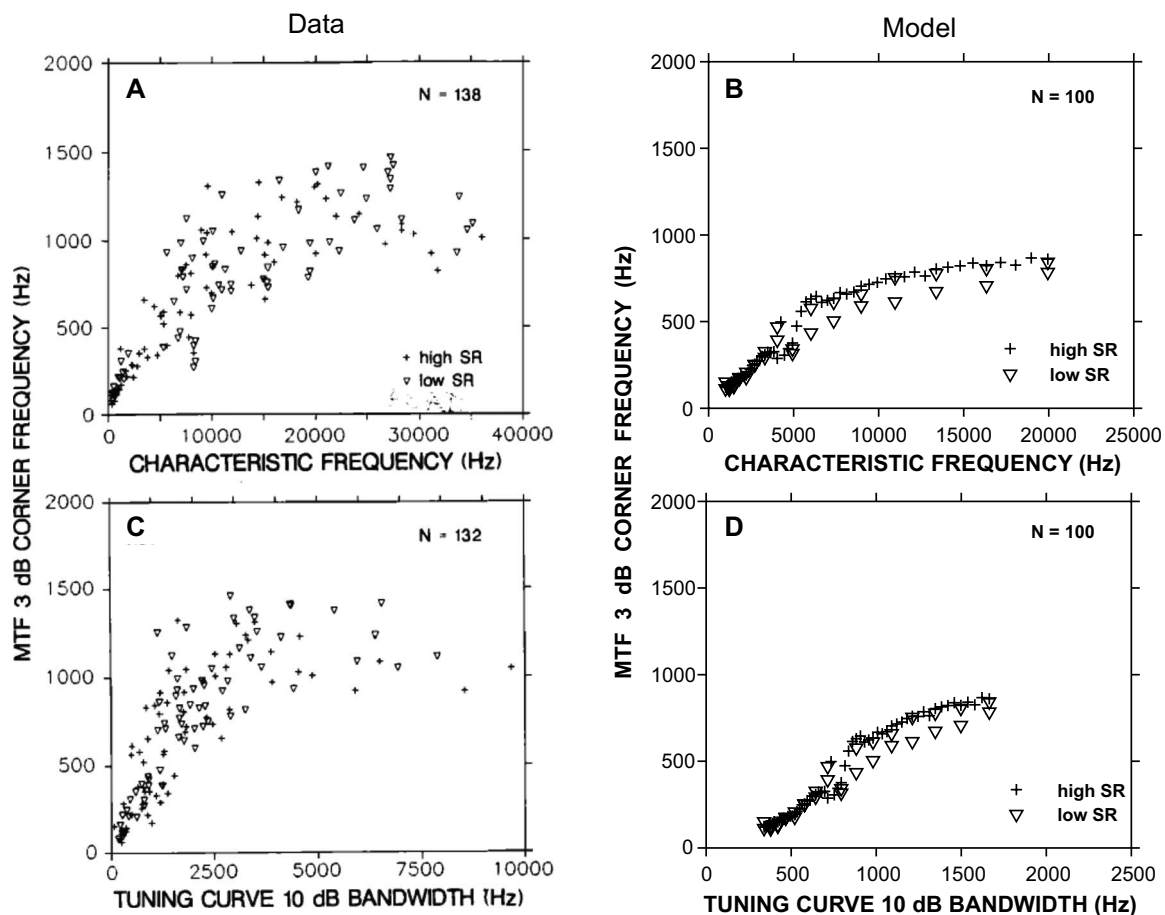 Data
Model
MTF 3 dB CORNER FREQUENCY (Hz)
A
N = 138
2000
1500
1000
500
0
+ high SR
▿ low SR
0 10000 20000 30000 40000
CHARACTERISTIC FREQUENCY (Hz)
MTF 3 dB CORNER FREQUENCY (Hz)
B
N = 100
2000
1500
1000
500
0
+ high SR
▽ low SR
0 5000 10000 15000 20000 25000
CHARACTERISTIC FREQUENCY (Hz)
C
N = 132
2000
1500
1000
500
0
0 2500 5000 7500 10000
TUNING CURVE 10 dB BANDWIDTH (Hz)
D
N = 100
2000
1500
1000
500
0
+ high SR
▽ low SR
0 500 1000 1500 2000 2500
TUNING CURVE 10 dB BANDWIDTH (Hz)